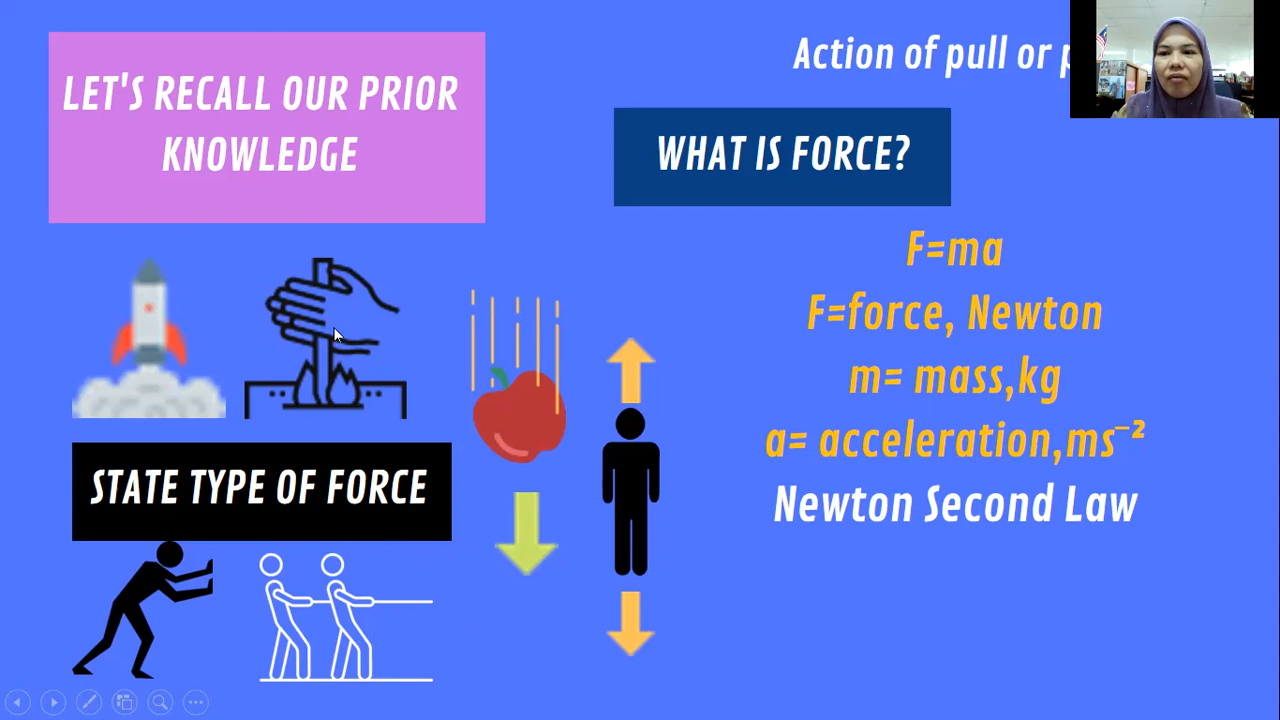 LET'S RECALL OUR PRIOR
KNOWLEDGE
Action of pull or
WHAT IS FORCE?
F=ma
F=force, Newton
m= mass,kg
a= acceleration,ms⁻²
Newton Second Law
STATE TYPE OF FORCE